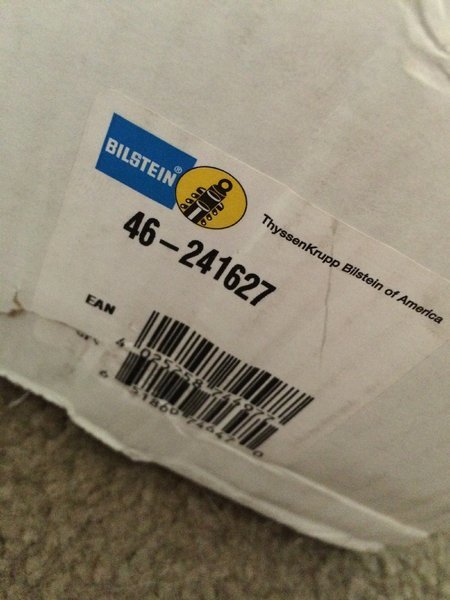 BILSTEIN®
ThyssenKrupp Bilstein of America
46-241627
EAN